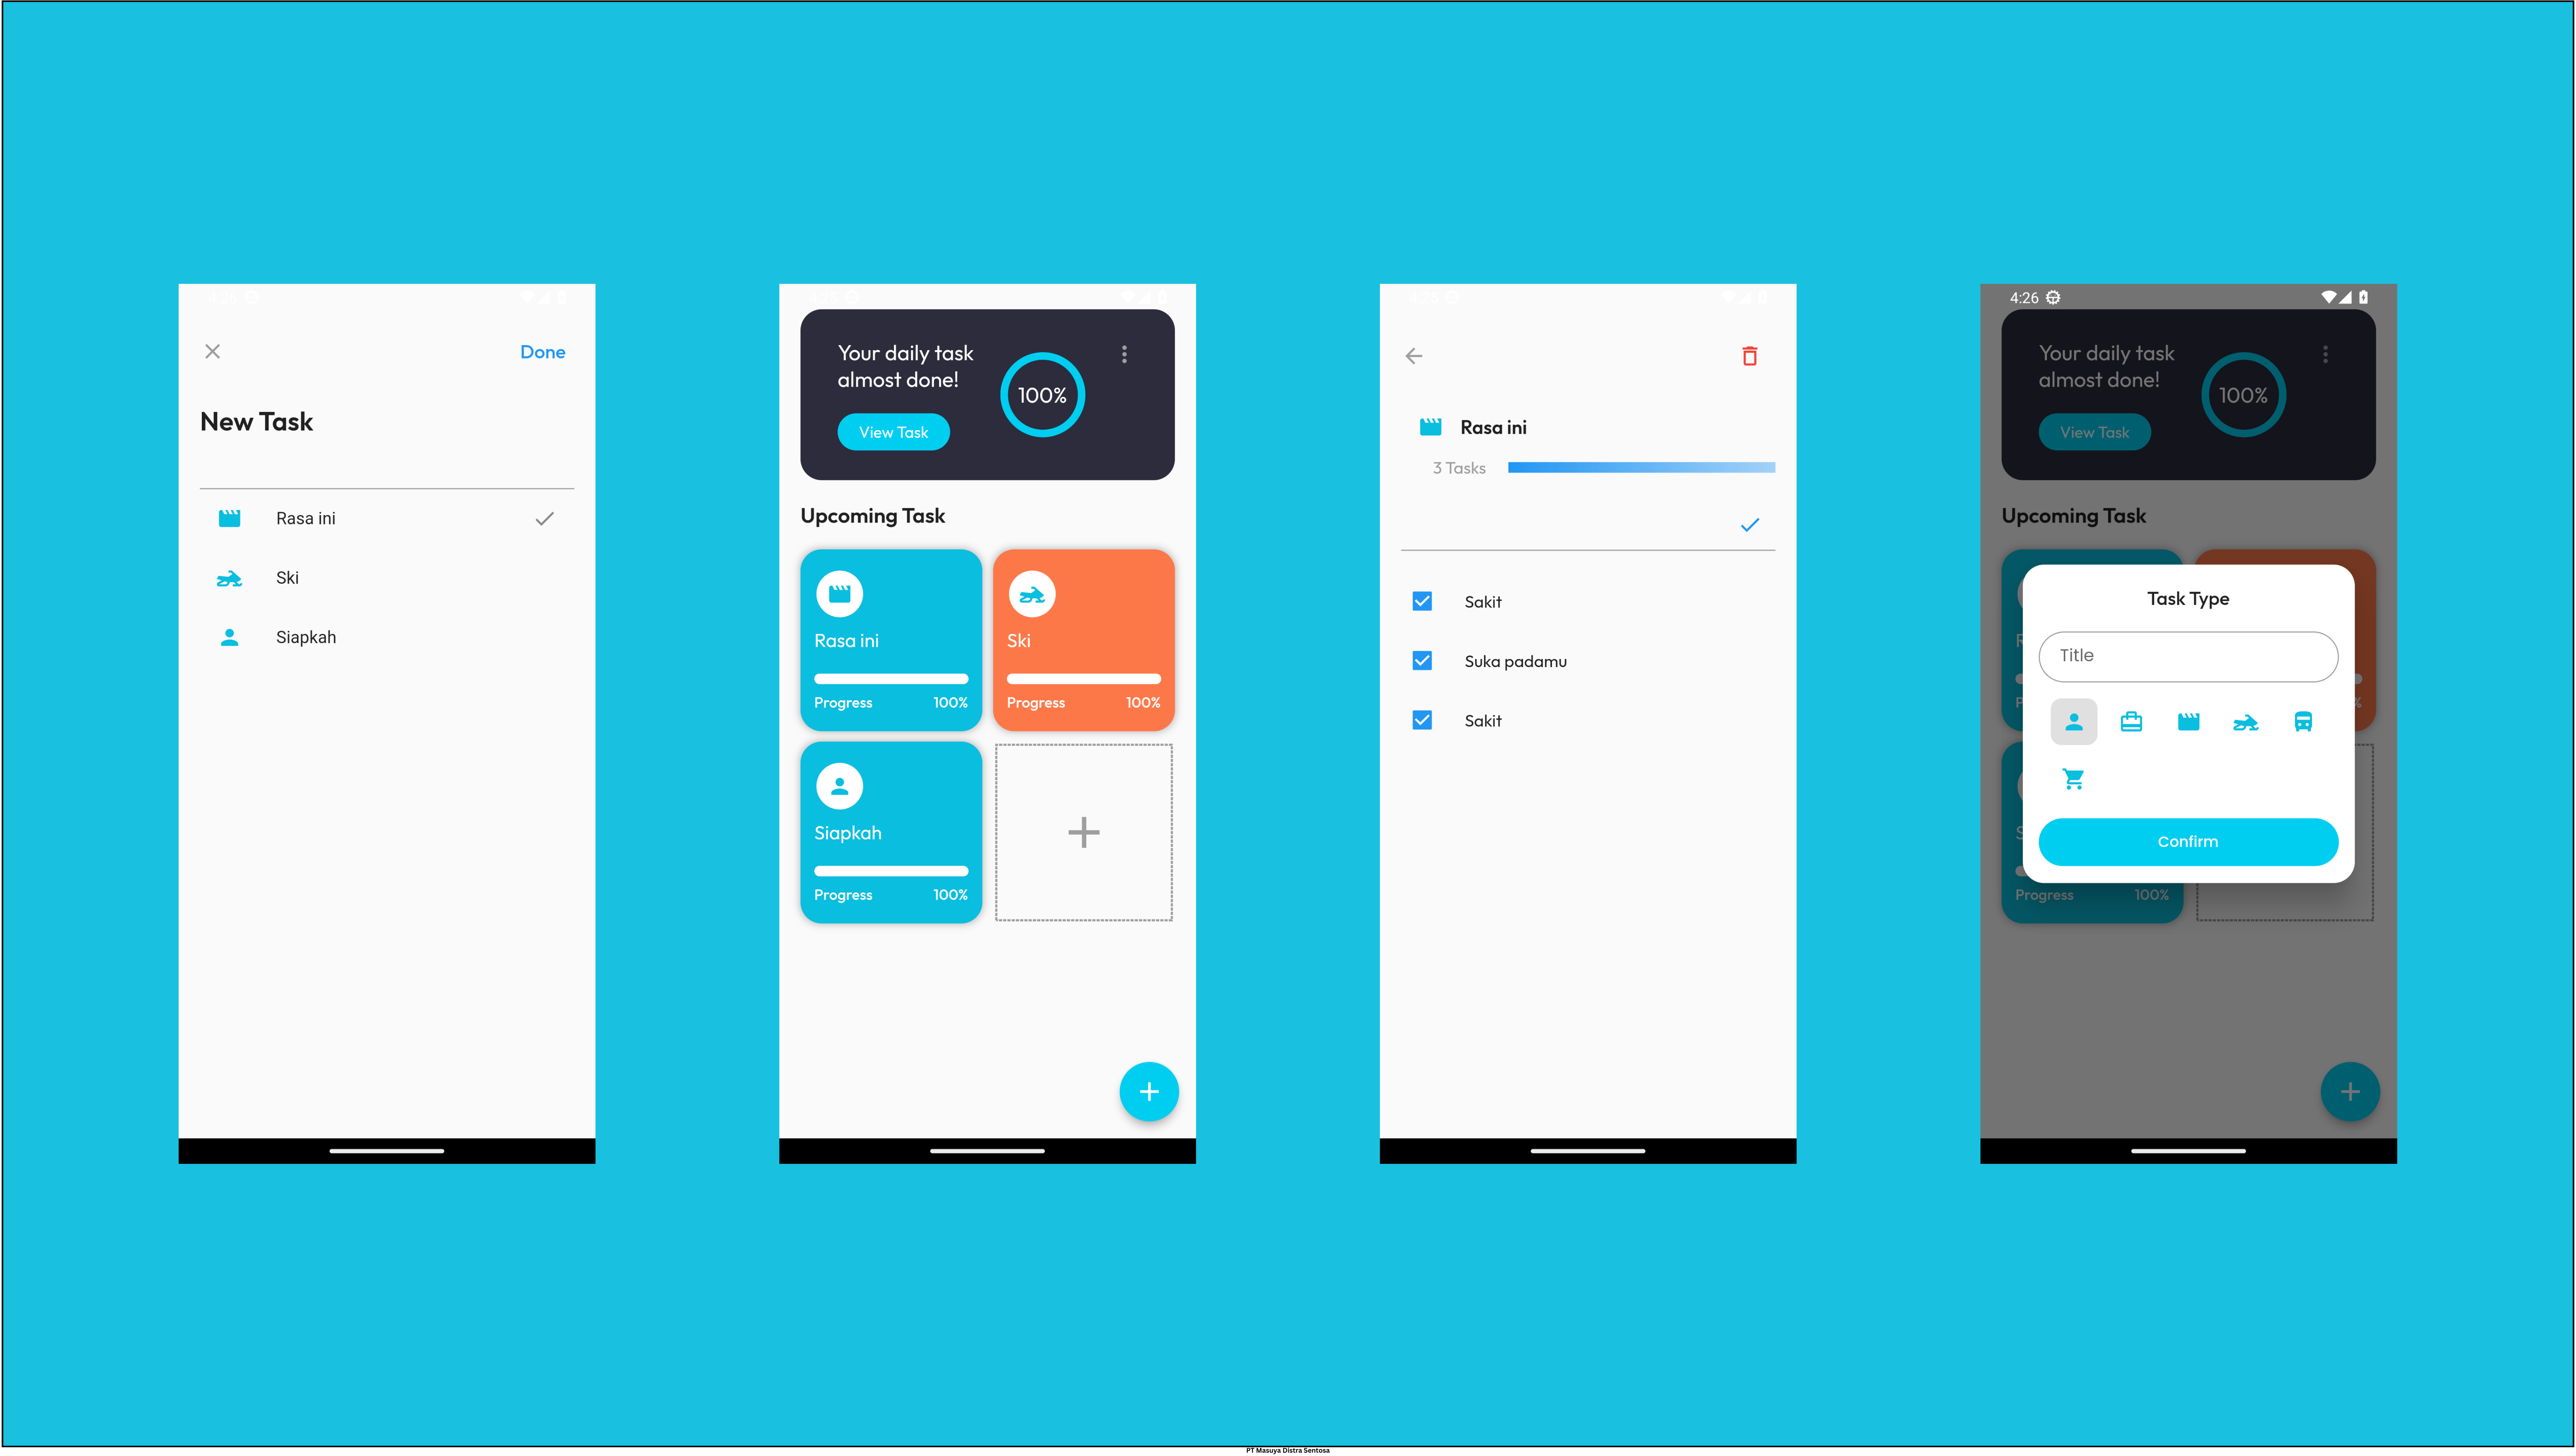 Done
New Task
Rasa ini
Ski
Siapkah
Your daily task
almost done!
100%
View Task
Upcoming Task
Rasa ini
Progress 100%
Ski
Progress 100%
Siapkah
Progress 100%
Rasa ini
3 Tasks
Sakit
Suka padamu
Sakit
4:26
Your daily task
almost done!
100%
View Task
Upcoming Task
Task Type
Title
Confirm
Progress 100%
PT Masuya Distra Sentosa